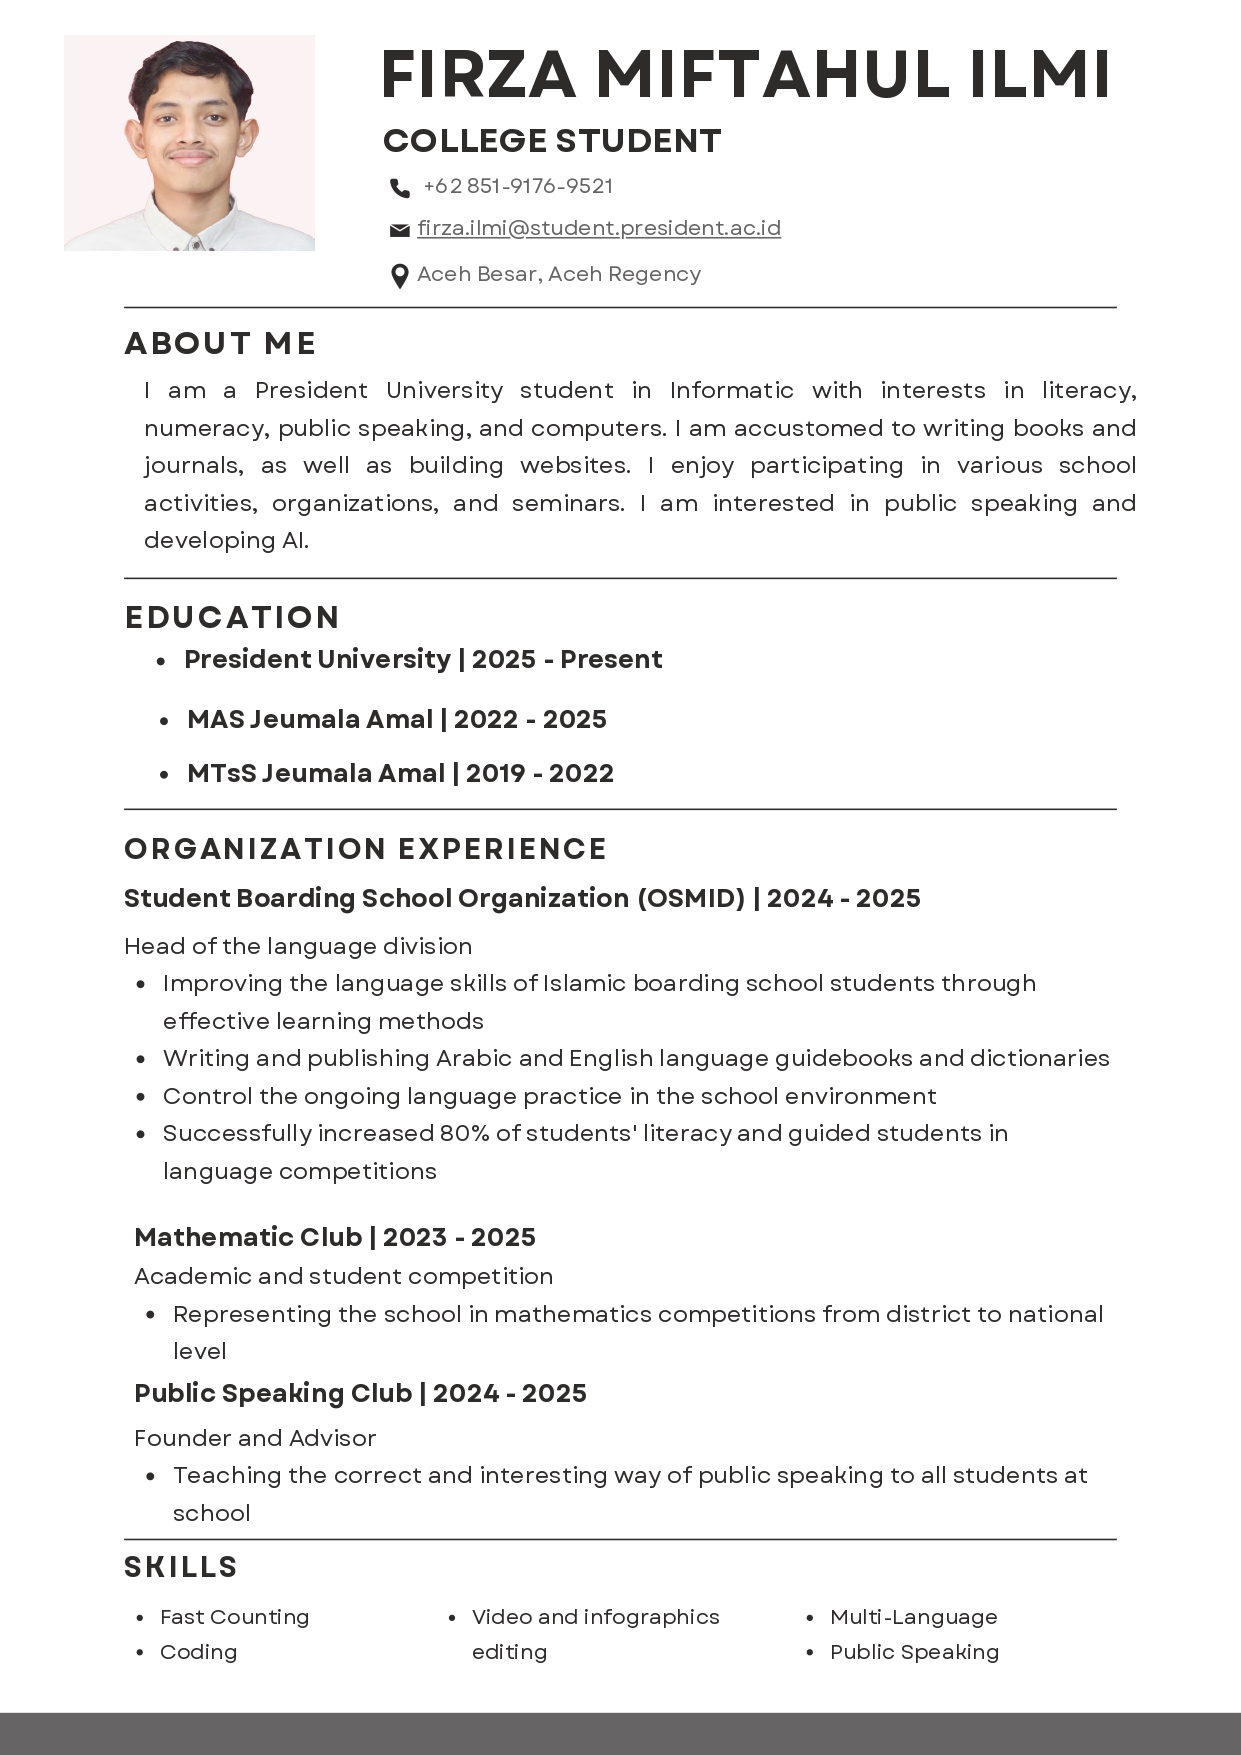 FIRZA MIFTAHUL ILMI
COLLEGE STUDENT
+62 851-9176-9521
firza.ilmi@student.president.ac.id
Aceh Besar, Aceh Regency
ABOUT ME
I am a President University student in Informatic with interests in literacy,
numeracy, public speaking, and computers. I am accustomed to writing books and
journals, as well as building websites. I enjoy participating in various school
activities, organizations, and seminars. I am interested in public speaking and
developing AI.
EDUCATION
• President University | 2025 - Present
• MAS Jeumala Amal | 2022 - 2025
• MTsS Jeumala Amal | 2019 - 2022
ORGANIZATION EXPERIENCE
Student Boarding School Organization (OSMID) | 2024 - 2025
Head of the language division
• Improving the language skills of Islamic boarding school students through
effective learning methods
• Writing and publishing Arabic and English language guidebooks and dictionaries
• Control the ongoing language practice in the school environment
• Successfully increased 80% of students' literacy and guided students in
language competitions
Mathematic Club | 2023 - 2025
Academic and student competition
• Representing the school in mathematics competitions from district to national
level
Public Speaking Club | 2024 - 2025
Founder and Advisor
• Teaching the correct and interesting way of public speaking to all students at
school
SKILLS
• Fast Counting
• Coding
• Video and infographics
editing
• Multi-Language
• Public Speaking